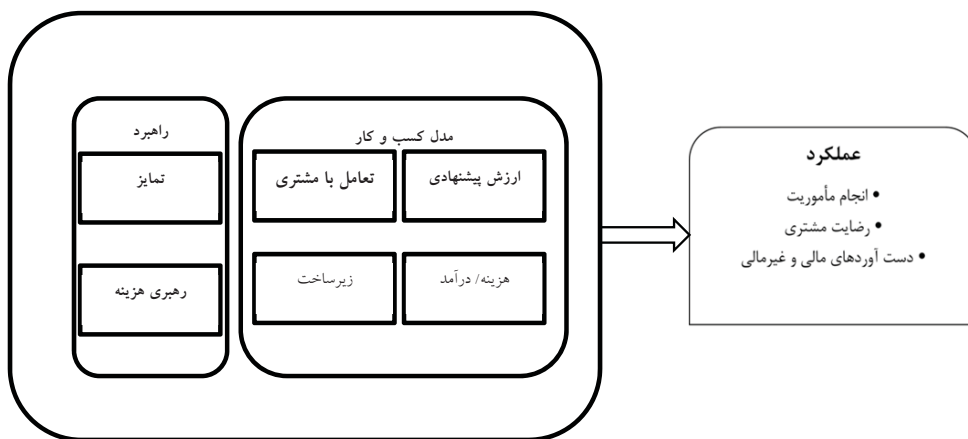 راهبرد
تمایز
رهبری هزینه
مدل کسب و کار
ارزش پیشنهادی
تعامل با مشتری
هزینه/ درآمد
زیرساخت
عملکرد
• انجام مأموریت
• رضایت مشتری
• دست آوردهای مالی و غیرمالی